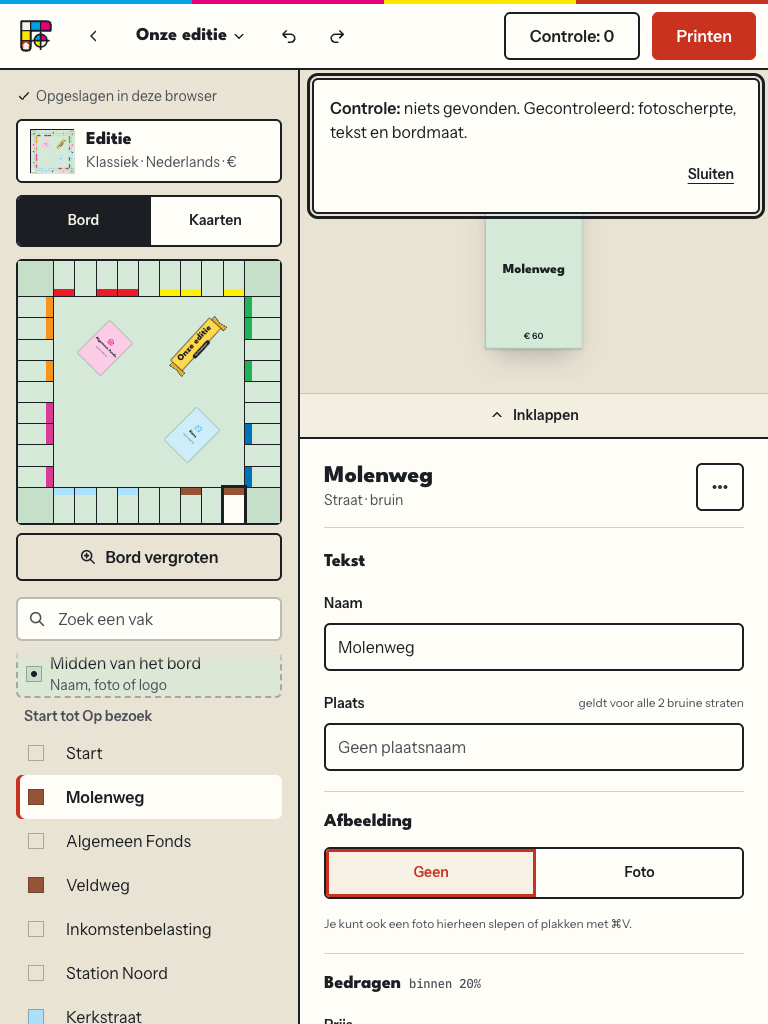 Onze editie
Controle: 0
Printen
Opgeslagen in deze browser
Editie
Klassiek · Nederlands · €
Bord
Kaarten
Onze editie
Algemeen Fonds
Kans
Bord vergroten
Zoek een vak
Midden van het bord
Naam, foto of logo
Start tot Op bezoek
Start
Molenweg
Algemeen Fonds
Veldweg
Inkomstenbelasting
Station Noord
Kerkstraat
Controle: niets gevonden. Gecontroleerd: fotoscherpte,
tekst en bordmaat.
Sluiten
Molenweg
€ 60
Inklappen
Molenweg
Straat · bruin
Tekst
Naam
Molenweg
Plaats
geldt voor alle 2 bruine straten
Geen plaatsnaam
Afbeelding
Geen
Foto
Je kunt ook een foto hierheen slepen of plakken met ⌘V.
Bedragen binnen 20%
Prijs